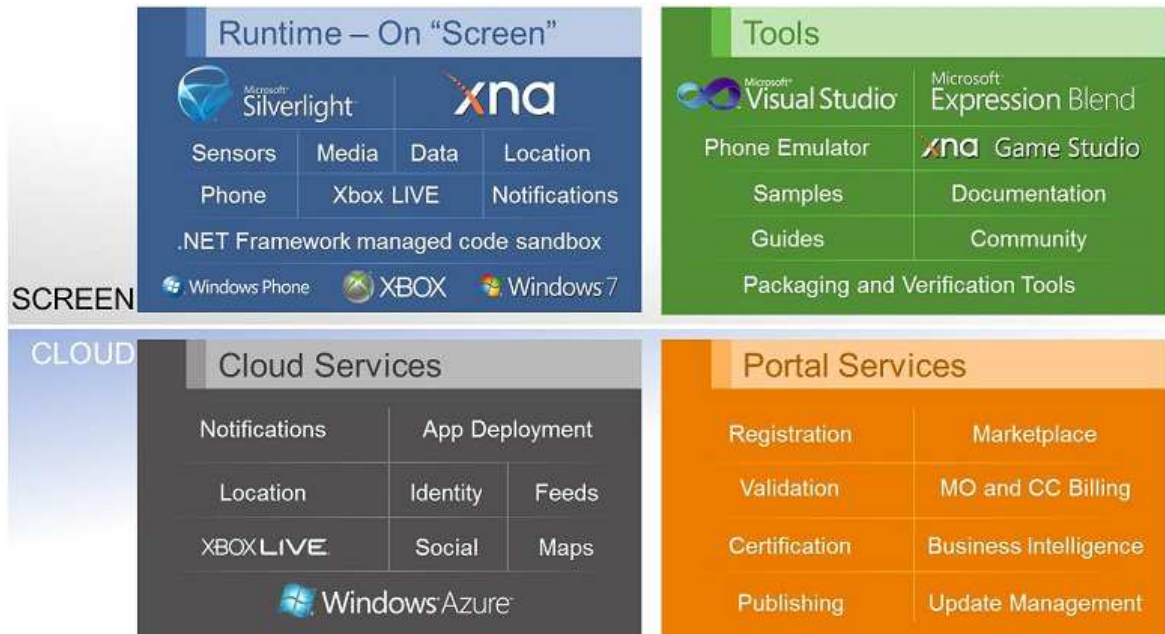 Runtime – On “Screen”
Microsoft Silverlight xna
Sensors Media Data Location
Phone Xbox LIVE Notifications
.NET Framework managed code sandbox
Windows Phone XBOX Windows 7
Tools
Microsoft Visual Studio Microsoft Expression Blend
Phone Emulator xna Game Studio
Samples Documentation
Guides Community
Packaging and Verification Tools
SCREEN
CLOUD
Cloud Services
Notifications App Deployment
Location Identity Feeds
XBOX LIVE Social Maps
Windows Azure
Portal Services
Registration Marketplace
Validation MO and CC Billing
Certification Business Intelligence
Publishing Update Management